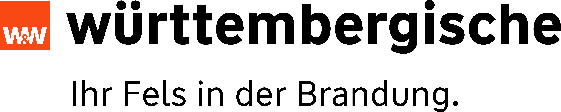 W&W württembergische
Ihr Fels in der Brandung.